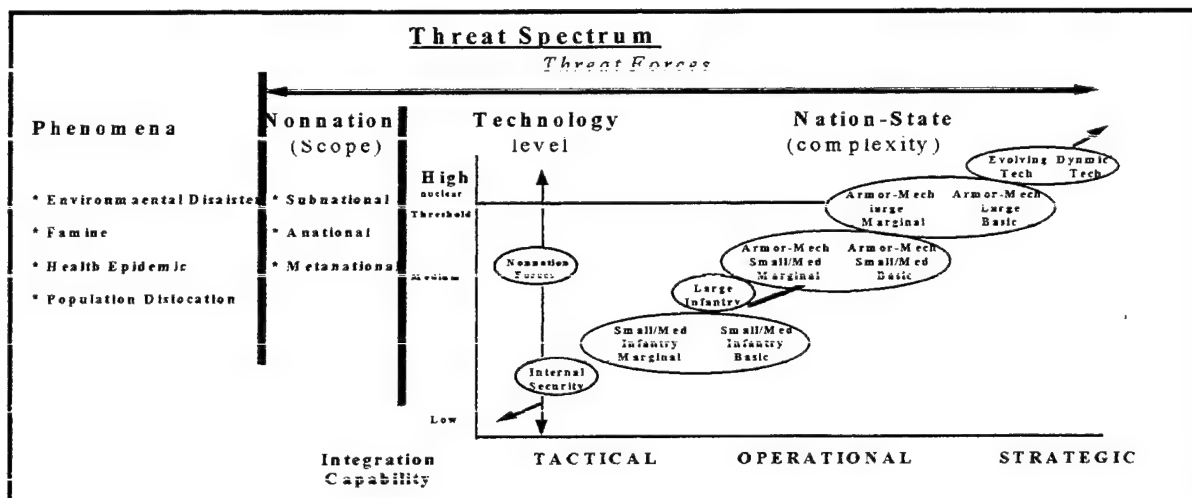 Threat Spectrum
Threat Forces
Phenomena
* Environmaental Disaister
* Famine
* Health Epidemic
* Population Dislocation
Nonnation
(Scope)
* Subnational
* Anational
* Metanational
Technology
level
High
nuclear
Threshold
Medium
Low
Nation-State
(complexity)
Evolving Dynmic
Tech Tech
Armor-Mech Armor-Mech
large Large
Marginal Basic
Armor-Mech Armor-Mech
Small/Med Small/Med
Marginal Basic
Nonnation
Forces
Large
Infantry
Small/Med Small/Med
Infantry Infantry
Marginal Basic
Internal
Security
Integration
Capability
TACTICAL OPERATIONAL STRATEGIC